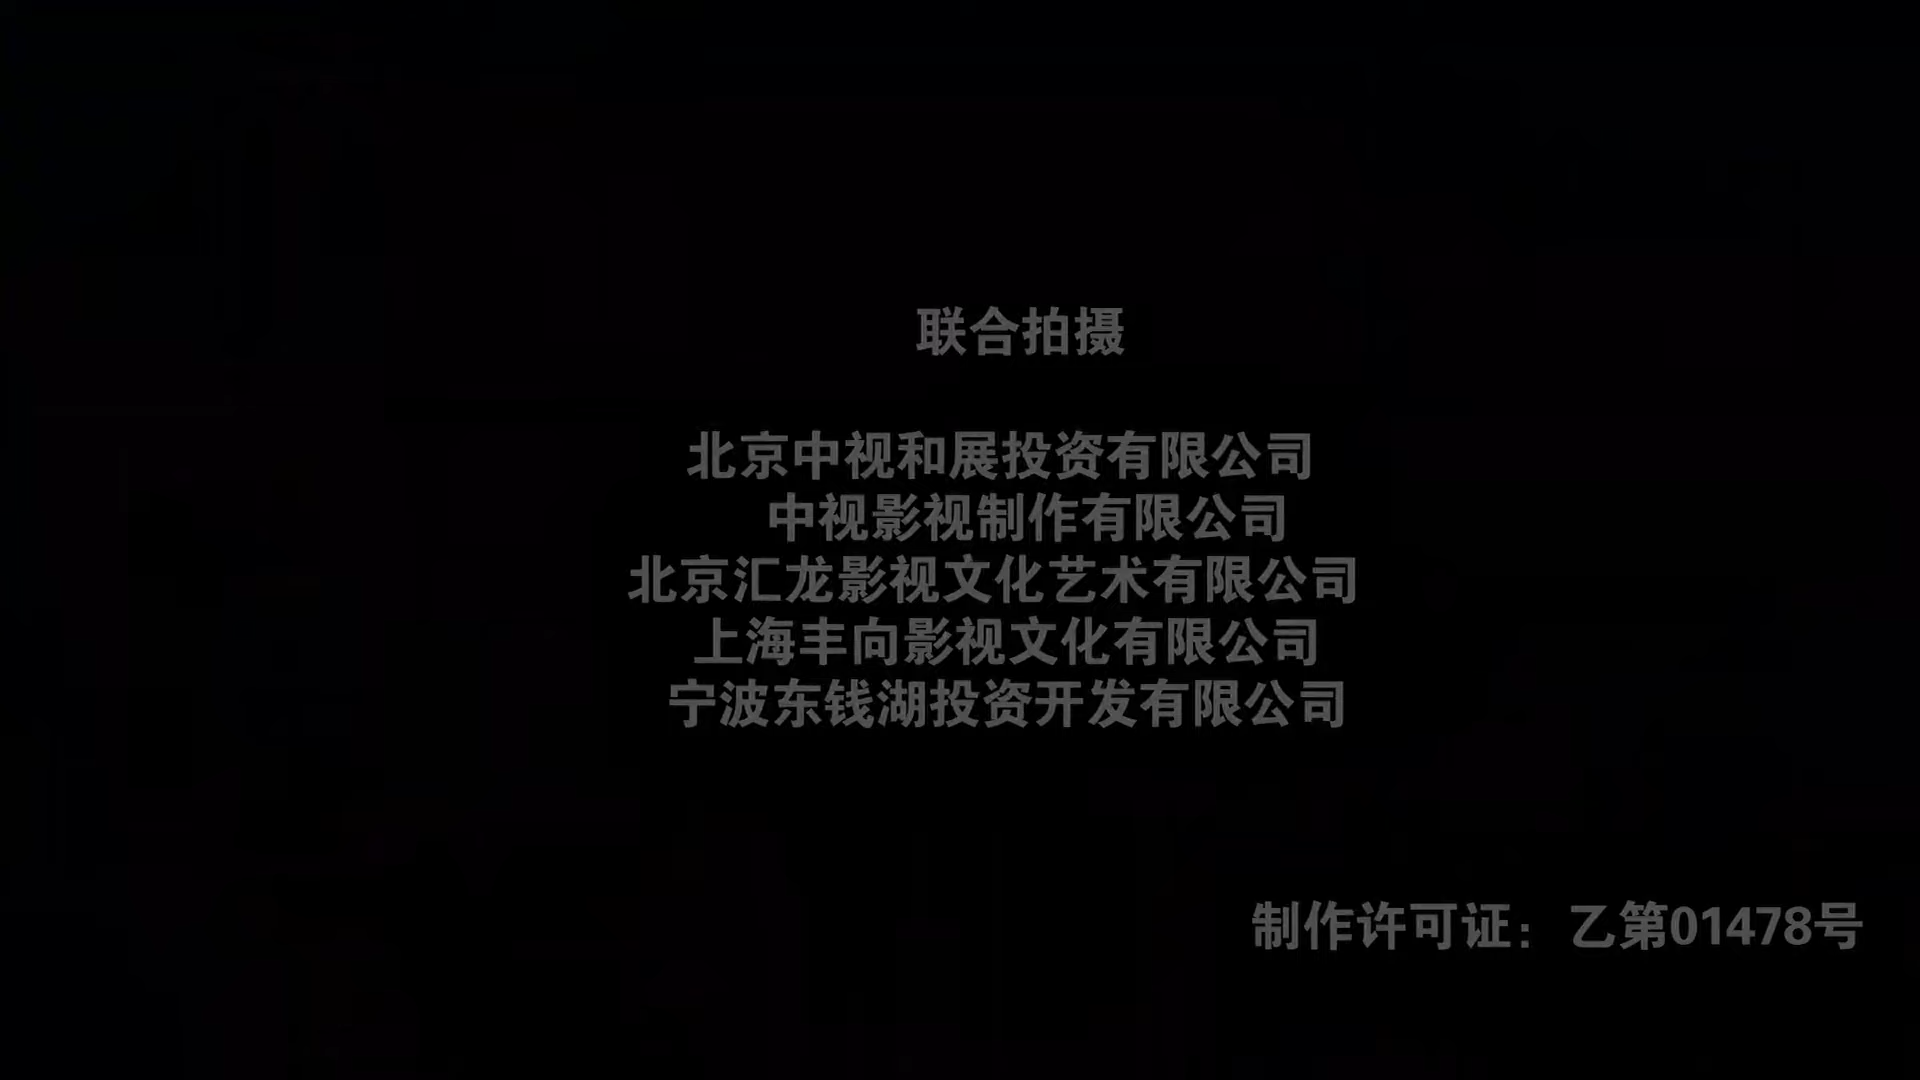 联合拍摄
北京中视和展投资有限公司
中视影视制作有限公司
北京汇龙影视文化艺术有限公司
上海丰向影视文化有限公司
宁波东钱湖投资开发有限公司
制作许可证：乙第01478号